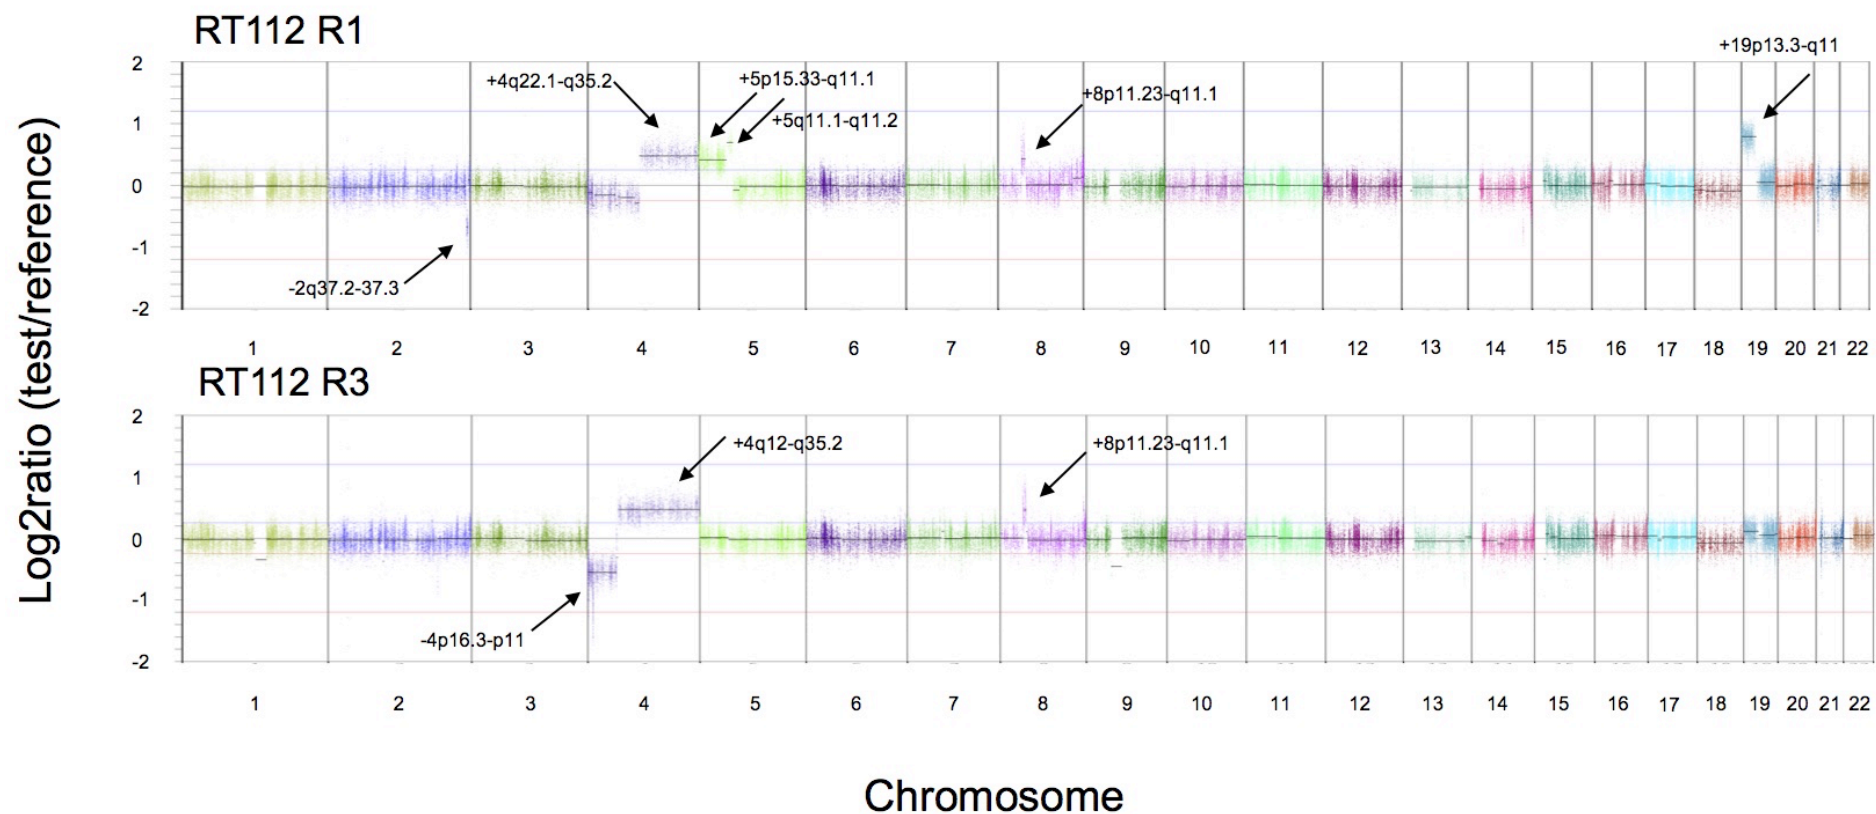 RT112 R1
+19p13.3-q11
2
+4q22.1-q35.2
+5p15.33-q11.1
+8p11.23-q11.1
1
+5q11.1-q11.2
0
-1
-2q37.2-37.3
-2
1 2 3 4 5 6 7 8 9 10 11 12 13 14 15 16 17 18 19 20 21 22
RT112 R3
2
+4q12-q35.2
+8p11.23-q11.1
1
0
-1
-4p16.3-p11
-2
1 2 3 4 5 6 7 8 9 10 11 12 13 14 15 16 17 18 19 20 21 22
Log2ratio (test/reference)
Chromosome